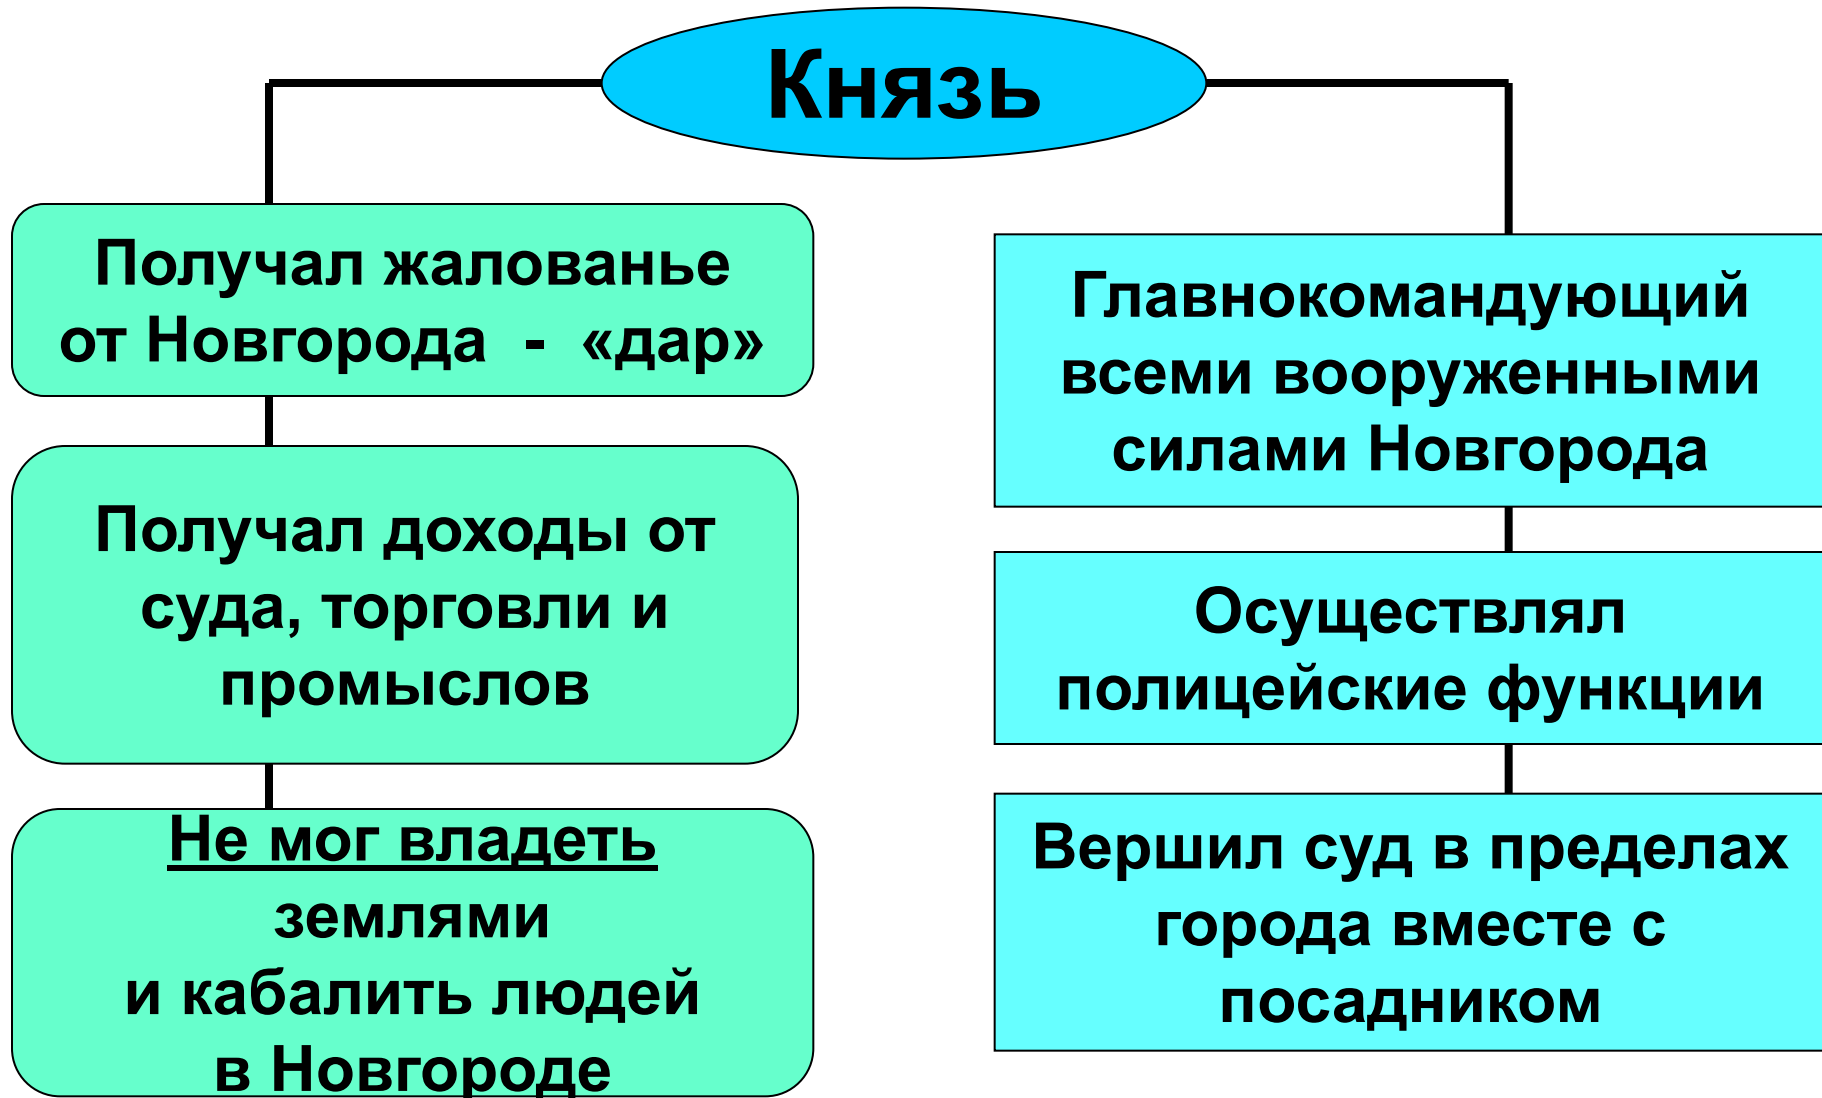 Князь
Получал жалованье
от Новгорода - «дар»
Получал доходы от
суда, торговли и
промыслов
Не мог владеть
землями
и кабалить людей
в Новгороде
Главнокомандующий
всеми вооруженными
силами Новгорода
Осуществлял
полицейские функции
Вершил суд в пределах
города вместе с
посадником